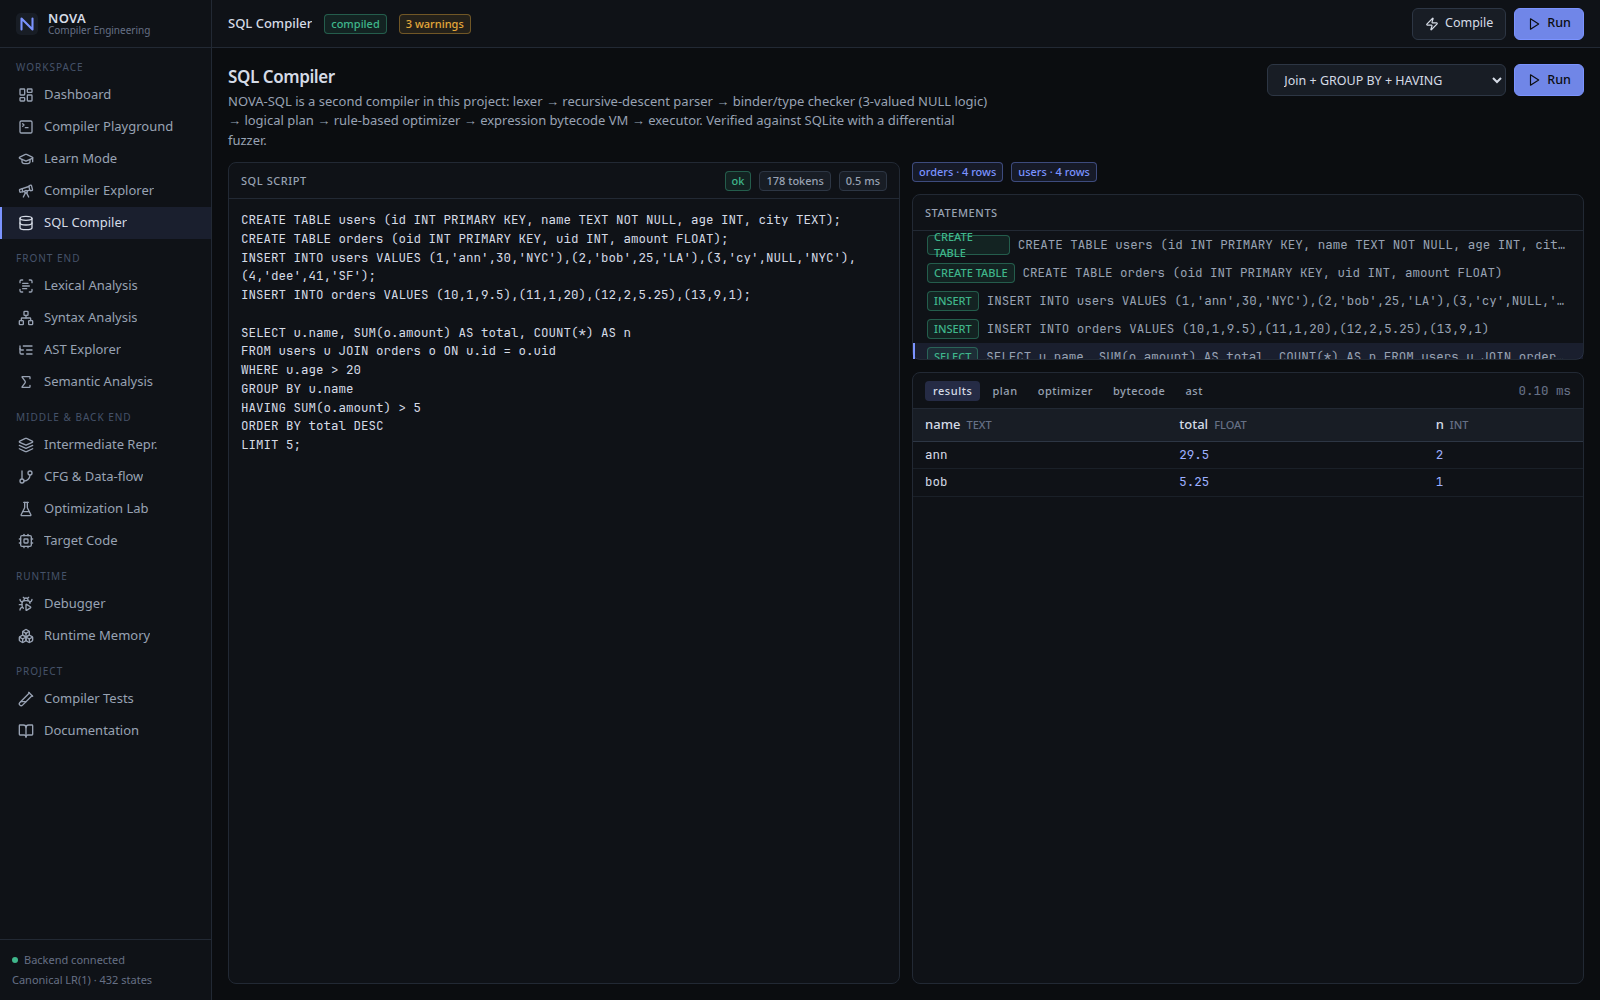 NOVA
Compiler Engineering
WORKSPACE
Dashboard
Compiler Playground
Learn Mode
Compiler Explorer
SQL Compiler
FRONT END
Lexical Analysis
Syntax Analysis
AST Explorer
Semantic Analysis
MIDDLE & BACK END
Intermediate Repr.
CFG & Data-flow
Optimization Lab
Target Code
RUNTIME
Debugger
Runtime Memory
PROJECT
Compiler Tests
Documentation
Backend connected
Canonical LR(1) · 432 states
SQL Compiler compiled 3 warnings
Compile Run
SQL Compiler
NOVA-SQL is a second compiler in this project: lexer → recursive-descent parser → binder/type checker (3-valued NULL logic)
→ logical plan → rule-based optimizer → expression bytecode VM → executor. Verified against SQLite with a differential
fuzzer.
Join + GROUP BY + HAVING Run
SQL SCRIPT ok 178 tokens 0.5 ms
CREATE TABLE users (id INT PRIMARY KEY, name TEXT NOT NULL, age INT, city TEXT);
CREATE TABLE orders (oid INT PRIMARY KEY, uid INT, amount FLOAT);
INSERT INTO users VALUES (1,'ann',30,'NYC'),(2,'bob',25,'LA'),(3,'cy',NULL,'NYC'),
(4,'dee',41,'SF');
INSERT INTO orders VALUES (10,1,9.5),(11,1,20),(12,2,5.25),(13,9,1);
SELECT u.name, SUM(o.amount) AS total, COUNT(*) AS n
FROM users u JOIN orders o ON u.id = o.uid
WHERE u.age > 20
GROUP BY u.name
HAVING SUM(o.amount) > 5
ORDER BY total DESC
LIMIT 5;
orders · 4 rows users · 4 rows
STATEMENTS
CREATE TABLE CREATE TABLE users (id INT PRIMARY KEY, name TEXT NOT NULL, age INT, cit…
CREATE TABLE CREATE TABLE orders (oid INT PRIMARY KEY, uid INT, amount FLOAT)
INSERT INSERT INTO users VALUES (1,'ann',30,'NYC'),(2,'bob',25,'LA'),(3,'cy',NULL,'…
INSERT INSERT INTO orders VALUES (10,1,9.5),(11,1,20),(12,2,5.25),(13,9,1)
SELECT SELECT u.name, SUM(o.amount) AS total, COUNT(*) AS n FROM users u JOIN order…
results plan optimizer bytecode ast 0.10 ms
name TEXT total FLOAT n INT
ann 29.5 2
bob 5.25 1